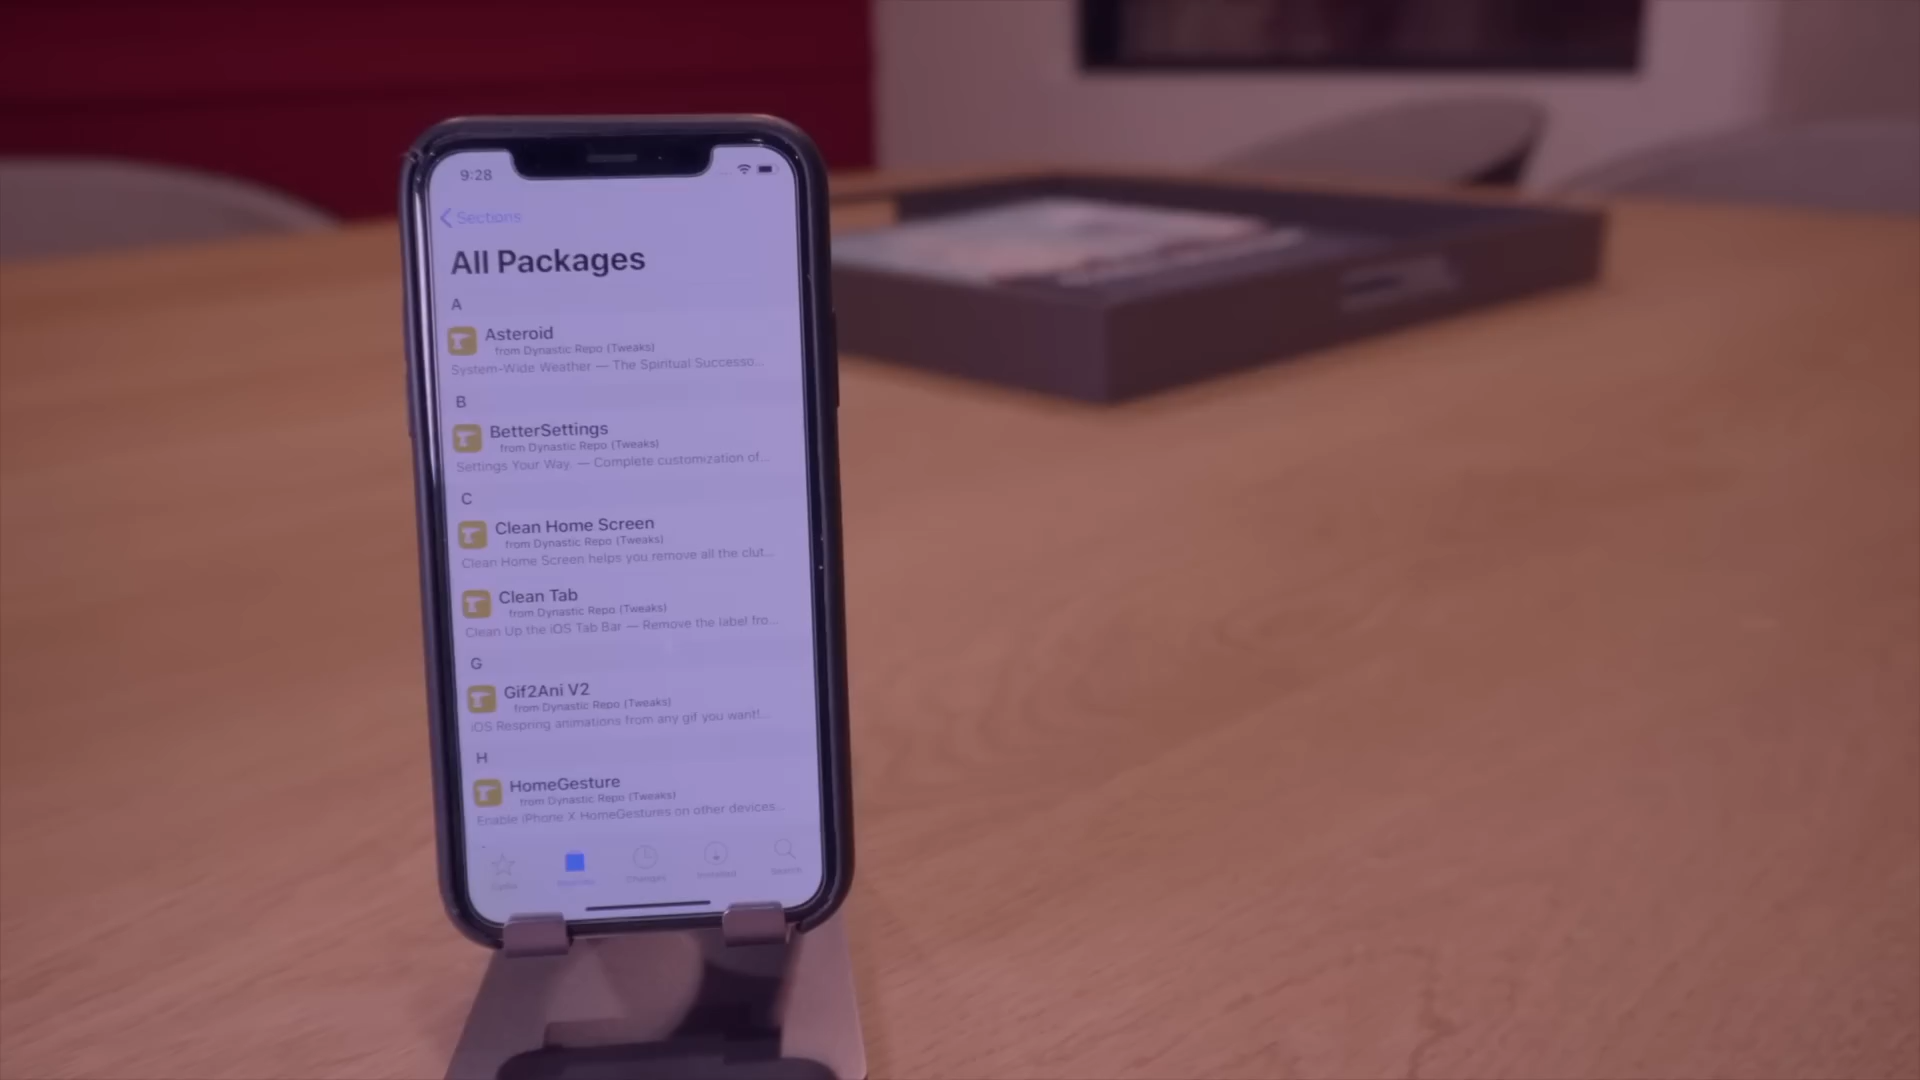 9:28
Sections
All Packages
A
Asteroid
from Dynastic Repo (Tweaks)
System-Wide Weather — The Spiritual Successo...
B
BetterSettings
from Dynastic Repo (Tweaks)
Settings Your Way. — Complete customization of...
C
Clean Home Screen
from Dynastic Repo (Tweaks)
Clean Home Screen helps you remove all the clut...
Clean Tab
from Dynastic Repo (Tweaks)
Clean Up the iOS Tab Bar — Remove the label fro...
G
Gif2Ani V2
from Dynastic Repo (Tweaks)
iOS Respring animations from any gif you want!...
H
HomeGesture
from Dynastic Repo (Tweaks)
Enable iPhone X HomeGestures on other devices...
Changes Installed Search